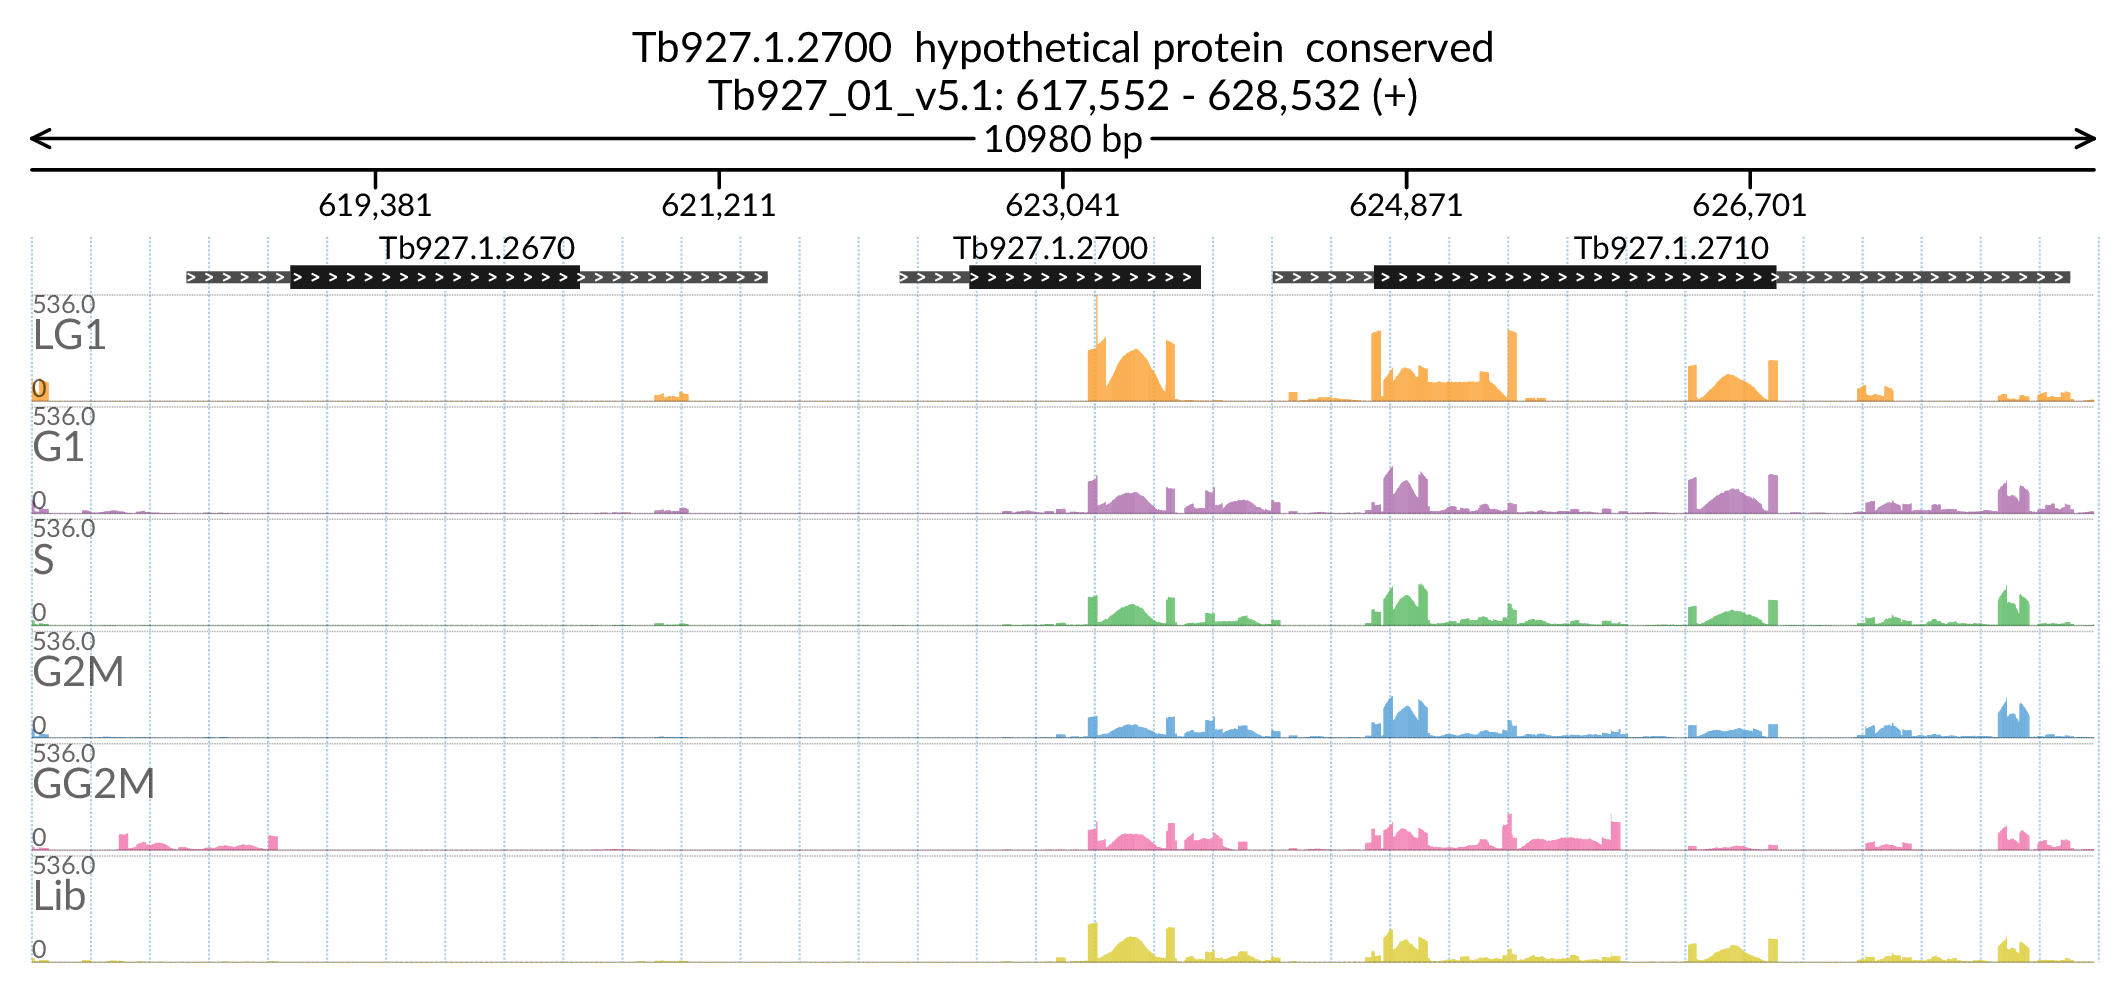 Tb927.1.2700  hypothetical protein  conserved
Tb927_01_v5.1: 617,552 - 628,532 (+)
10980 bp
619,381 621,211 623,041 624,871 626,701
Tb927.1.2670 Tb927.1.2700 Tb927.1.2710
536.0
LG1
0
536.0
G1
0
536.0
S
0
536.0
G2M
0
536.0
GG2M
0
536.0
Lib
0